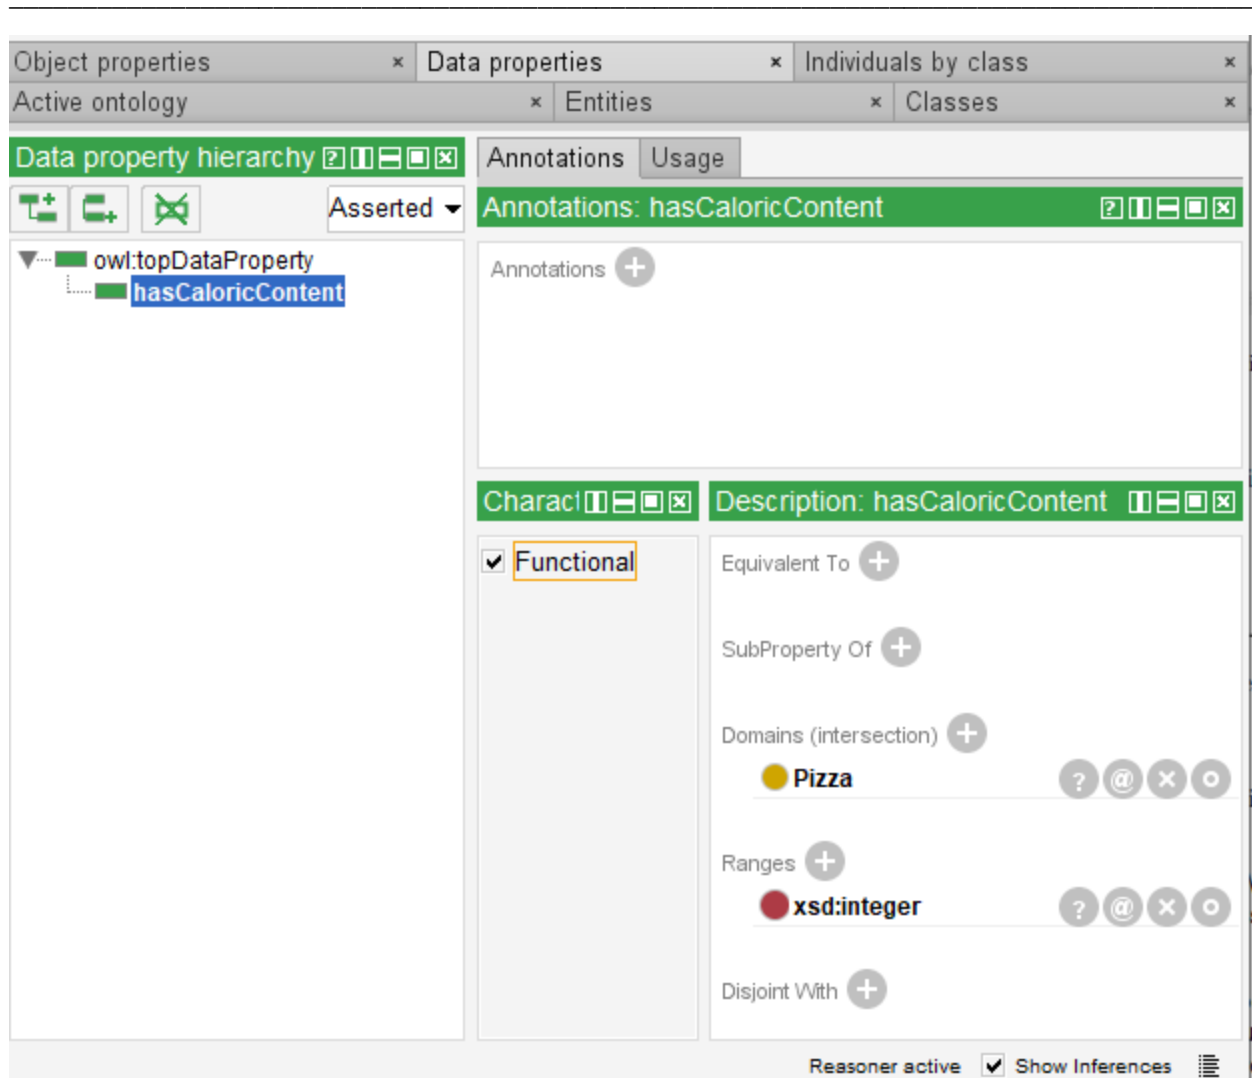 Object properties × Data properties × Individuals by class ×
Active ontology × Entities × Classes ×
Data property hierarchy
Annotations Usage
Asserted
Annotations: hasCaloricContent
owl:topDataProperty
hasCaloricContent
Annotations
Charact
Description: hasCaloricContent
Functional
Equivalent To
SubProperty Of
Domains (intersection)
Pizza
Ranges
xsd:integer
Disjoint With
Reasoner active Show Inferences